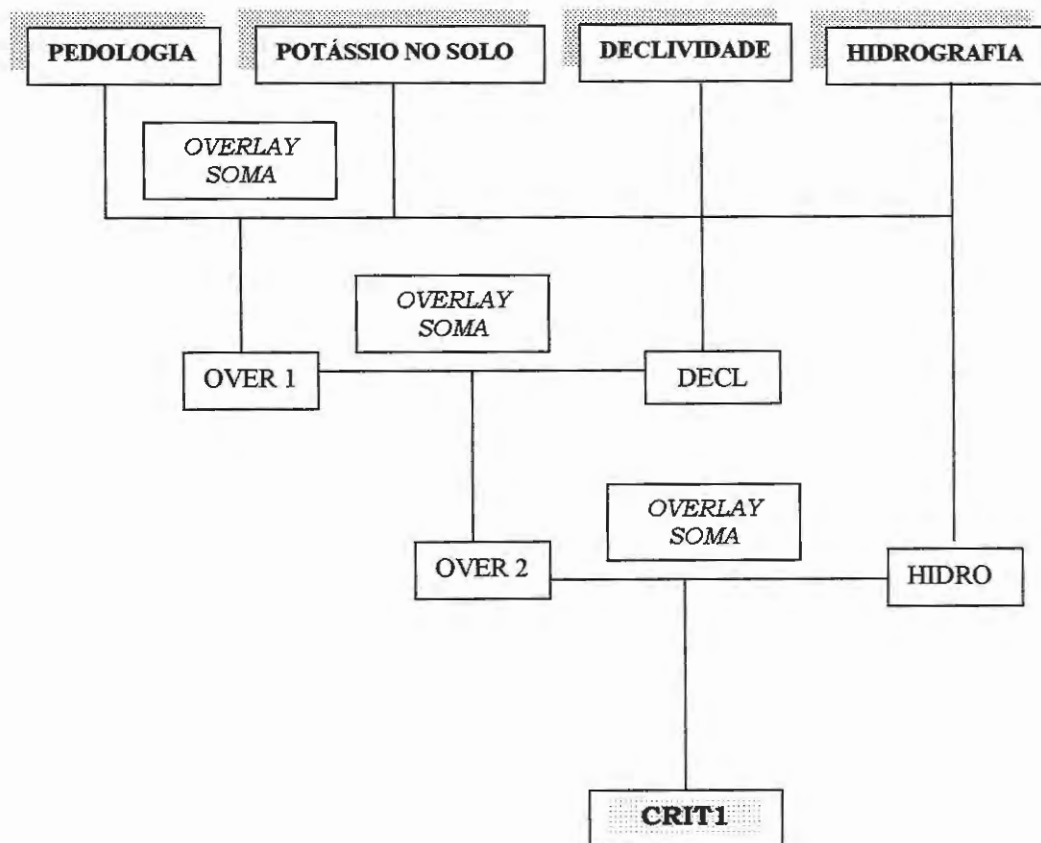 PEDOLOGIA
POTÁSSIO NO SOLO
DECLIVIDADE
HIDROGRAFIA
OVERLAY
SOMA
OVERLAY
SOMA
OVER 1
DECL
OVERLAY
SOMA
OVER 2
HIDRO
CRIT1